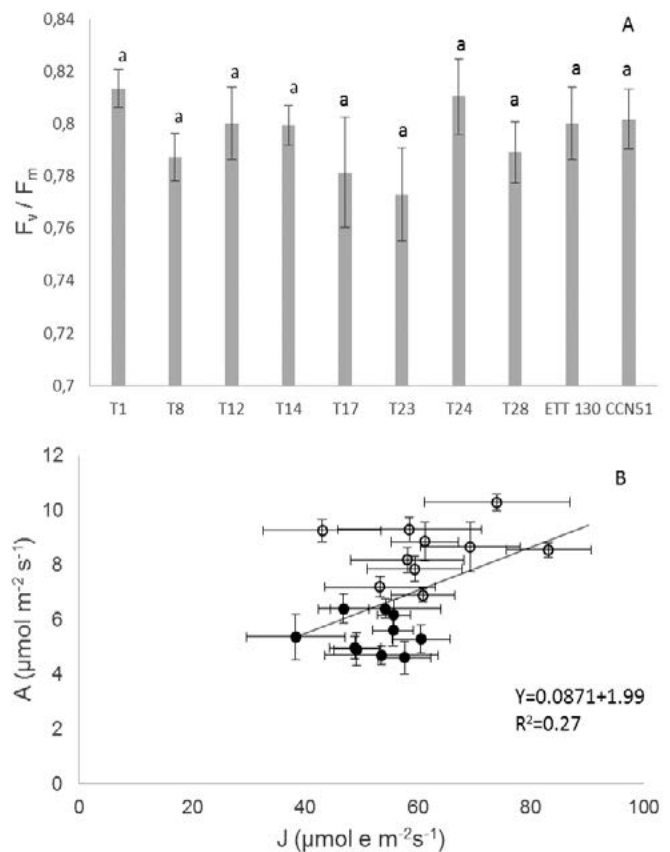 0,84
A
0,82
0,8
0,78
0,76
0,74
0,72
0,7
Fv / Fm
a a a a a a a a a a
T1 T8 T12 T14 T17 T23 T24 T28 ETT 130 CCN51
12
B
10
8
6
4
2
0
A (µmol m⁻² s⁻¹)
Y=0.0871+1.99
R²=0.27
0 20 40 60 80 100
J (µmol e m⁻²s⁻¹)